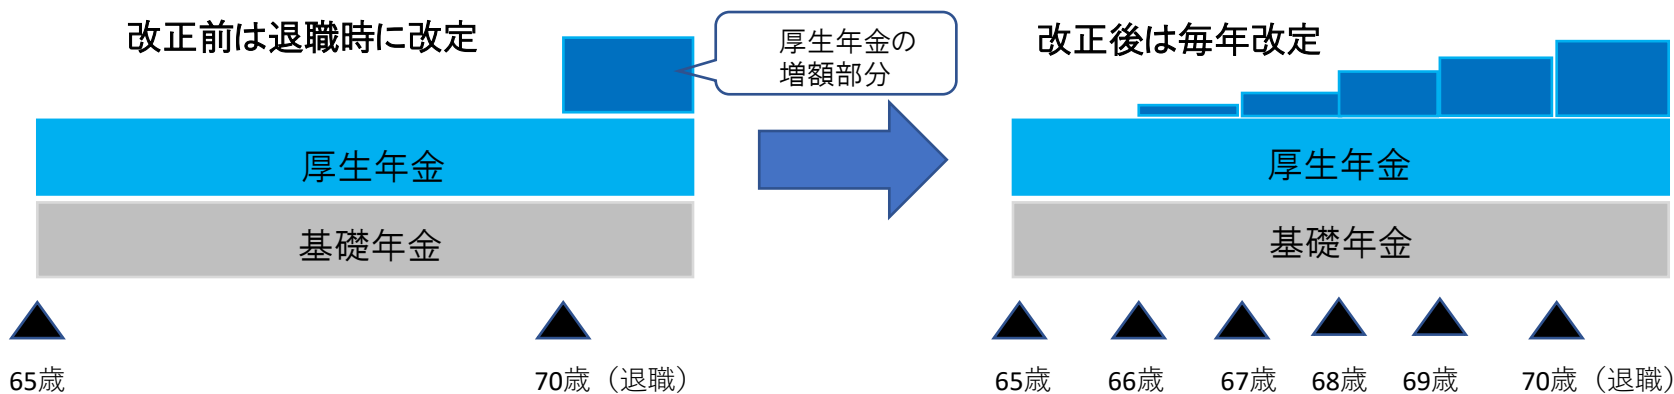 改正前は退職時に改定
厚生年金の
増額部分
厚生年金
基礎年金
65歳
70歳（退職）
改正後は毎年改定
厚生年金
基礎年金
65歳
66歳
67歳
68歳
69歳
70歳（退職）